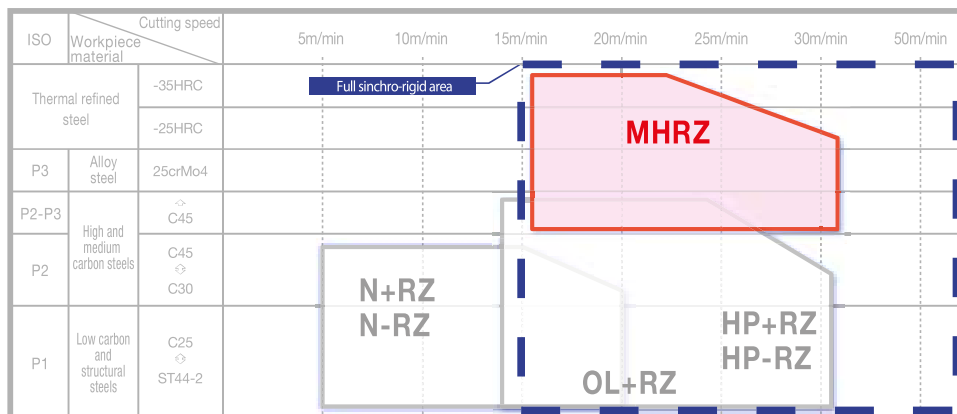 Cutting speed
ISO
Workpiece
material
5m/min 10m/min 15m/min 20m/min 25m/min 30m/min 50m/min
Full sinchro-rigid area
Thermal refined
steel
-35HRC
-25HRC
MHRZ
P3
Alloy
steel
25crMo4
P2-P3
C45
High and
medium
carbon steels
P2
C45
C30
N+RZ
N-RZ
P1
Low carbon
and
structural
steels
C25
ST44-2
HP+RZ
HP-RZ
OL+RZ